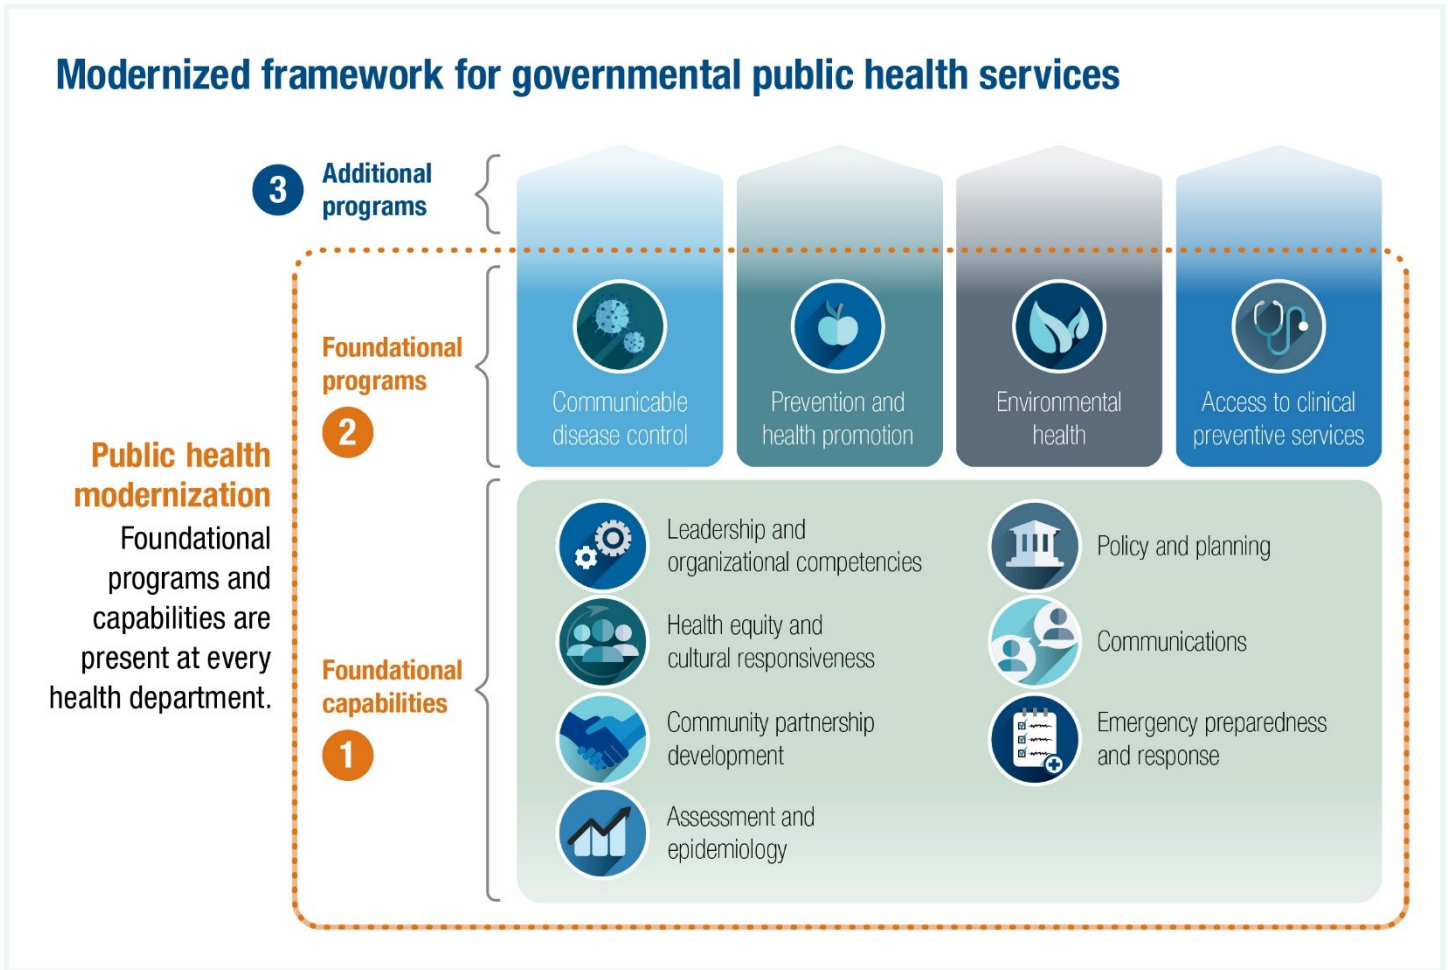 Modernized framework for governmental public health services
3
Additional
programs
Foundational
programs
2
Communicable
disease control
Prevention and
health promotion
Environmental
health
Access to clinical
preventive services
Public health
modernization
Foundational
programs and
capabilities are
present at every
health department.
Foundational
capabilities
1
Leadership and
organizational competencies
Health equity and
cultural responsiveness
Community partnership
development
Assessment and
epidemiology
Policy and planning
Communications
Emergency preparedness
and response